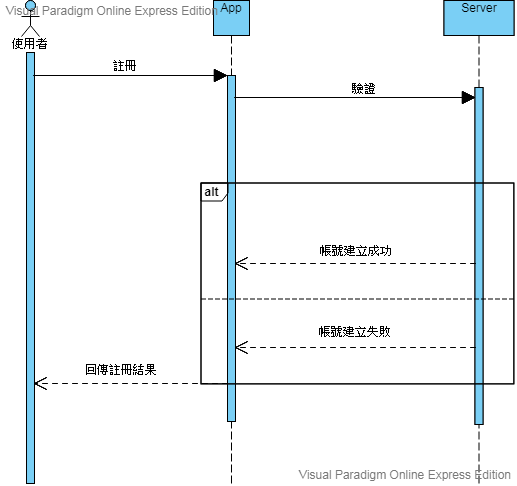 Visual Paradigm Online Express Edition
App
Server
使用者
註冊
驗證
alt
帳號建立成功
帳號建立失敗
回傳註冊結果
Visual Paradigm Online Express Edition